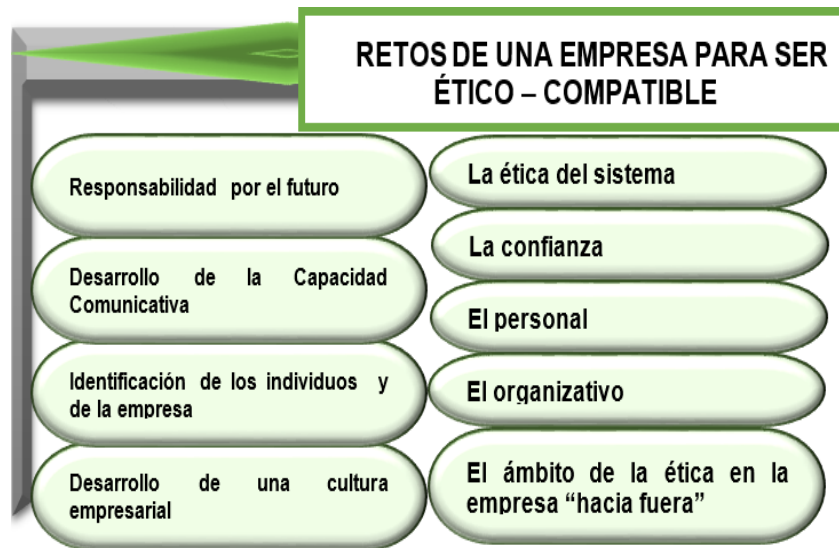 RETOS DE UNA EMPRESA PARA SER
ÉTICO – COMPATIBLE
Responsabilidad por el futuro
Desarrollo de la Capacidad
Comunicativa
Identificación de los individuos y
de la empresa
Desarrollo de una cultura
empresarial
La ética del sistema
La confianza
El personal
El organizativo
El ámbito de la ética en la
empresa “hacia fuera”